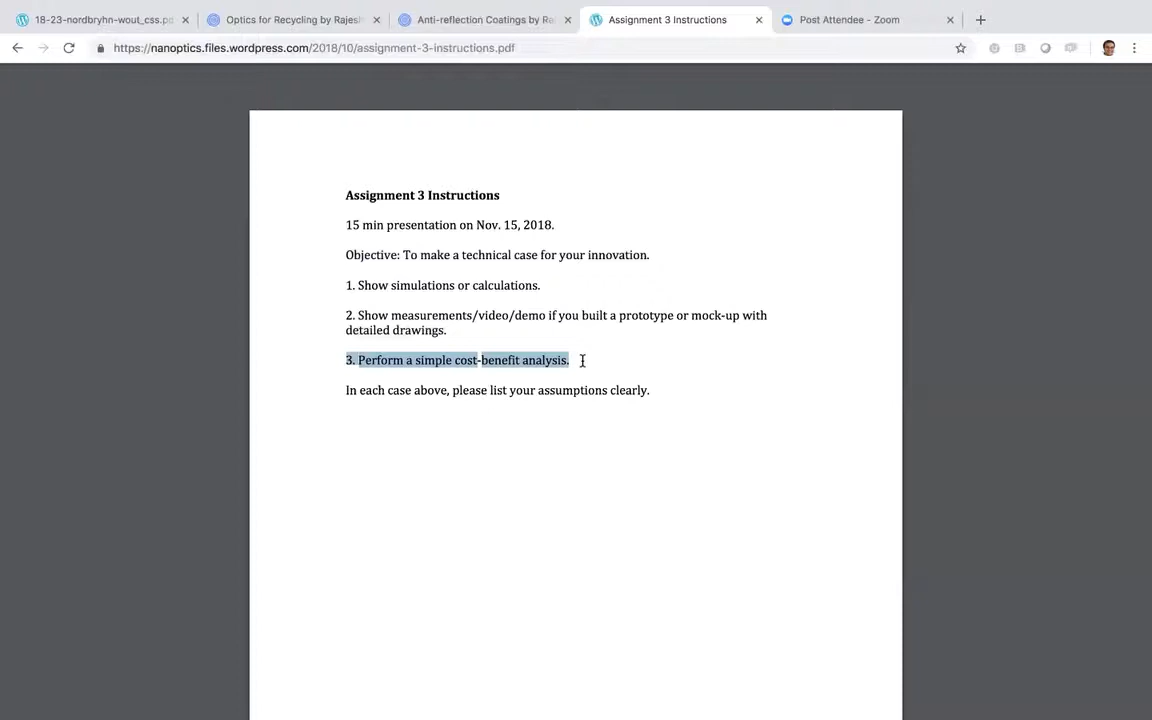 18-23-nordbryhn-wout_css.pd
Optics for Recycling by Rajesh
Anti-reflection Coatings by Ra
Assignment 3 Instructions
Post Attendee - Zoom
https://nanoptics.files.wordpress.com/2018/10/assignment-3-instructions.pdf
Assignment 3 Instructions
15 min presentation on Nov. 15, 2018.
Objective: To make a technical case for your innovation.
1. Show simulations or calculations.
2. Show measurements/video/demo if you built a prototype or mock-up with
detailed drawings.
3. Perform a simple cost-benefit analysis.
In each case above, please list your assumptions clearly.